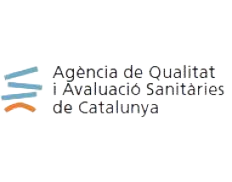 Agència de Qualitat
i Avaluació Sanitàries
de Catalunya